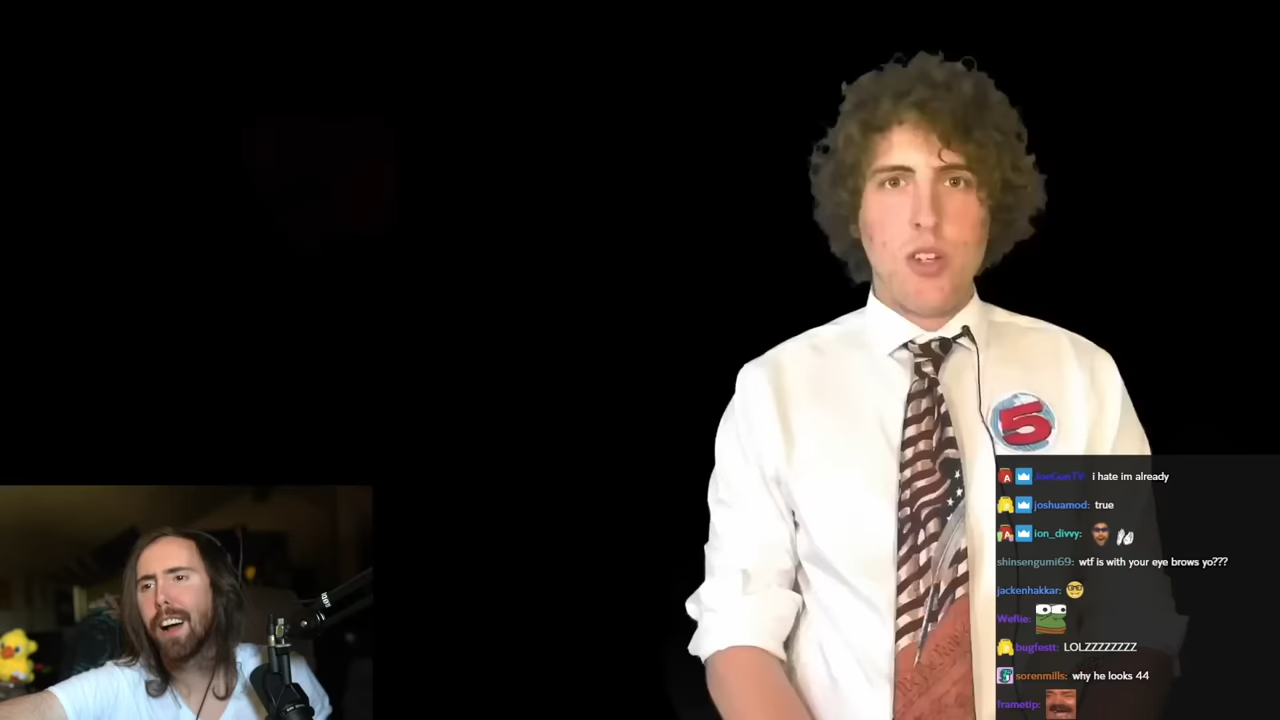 5
JoeGunTV: i hate im already
joshuamod: true
ion_divvy:
shinsengumi69: wtf is with your eye brows yo???
jackenhakkar:
Weflie:
bugfestt: LOLZZZZZZZZ
sorenmills: why he looks 44